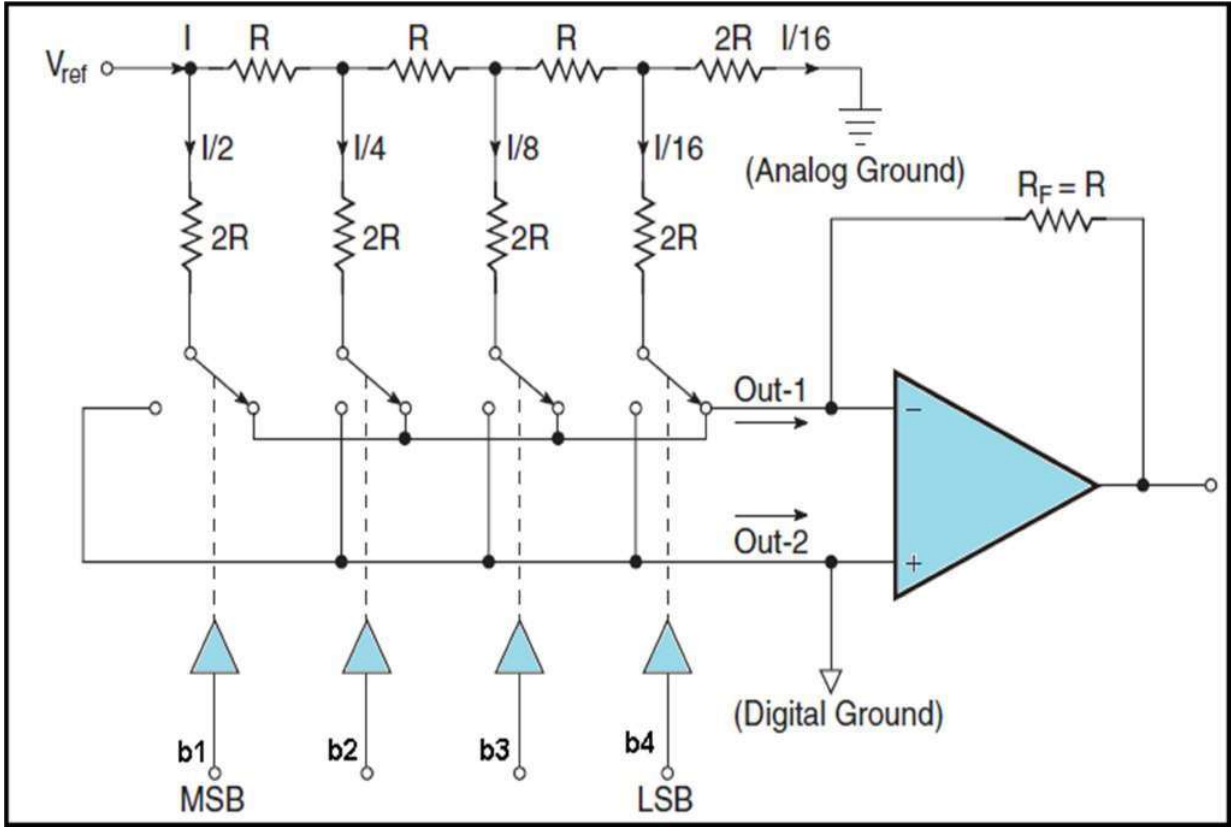 I R R R 2R I/16
Vref
I/2 I/4 I/8 I/16
(Analog Ground)
RF = R
2R 2R 2R 2R
Out-1
−
Out-2
+
(Digital Ground)
b1 b2 b3 b4
MSB LSB